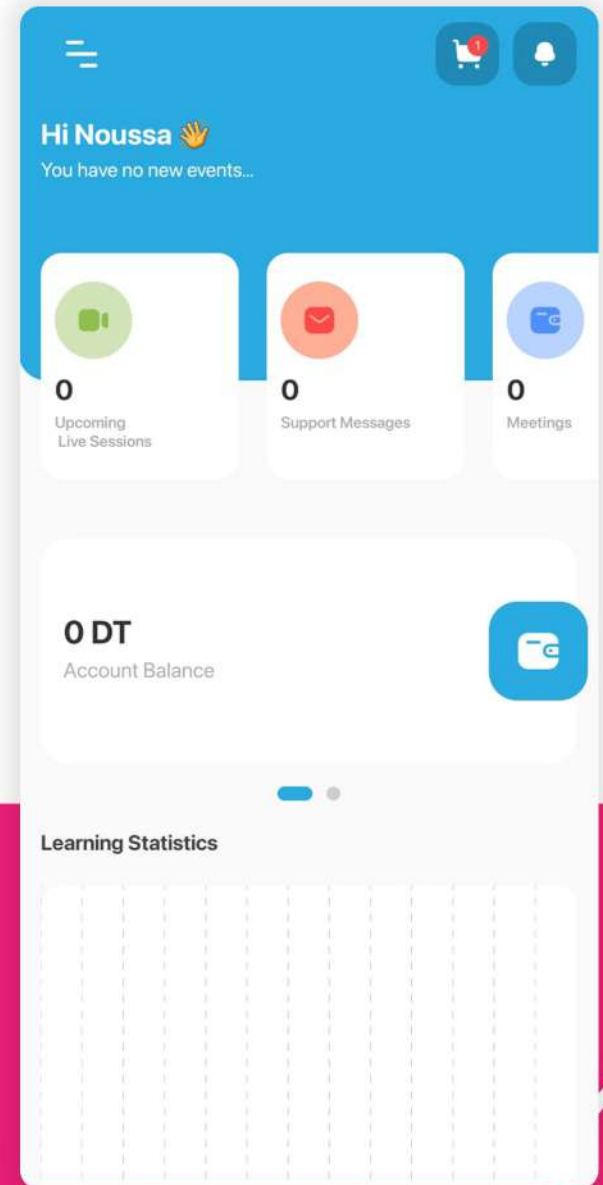 1
Hi Noussa 👋
You have no new events...
0
Upcoming
Live Sessions
0
Support Messages
0
Meetings
0 DT
Account Balance
Learning Statistics